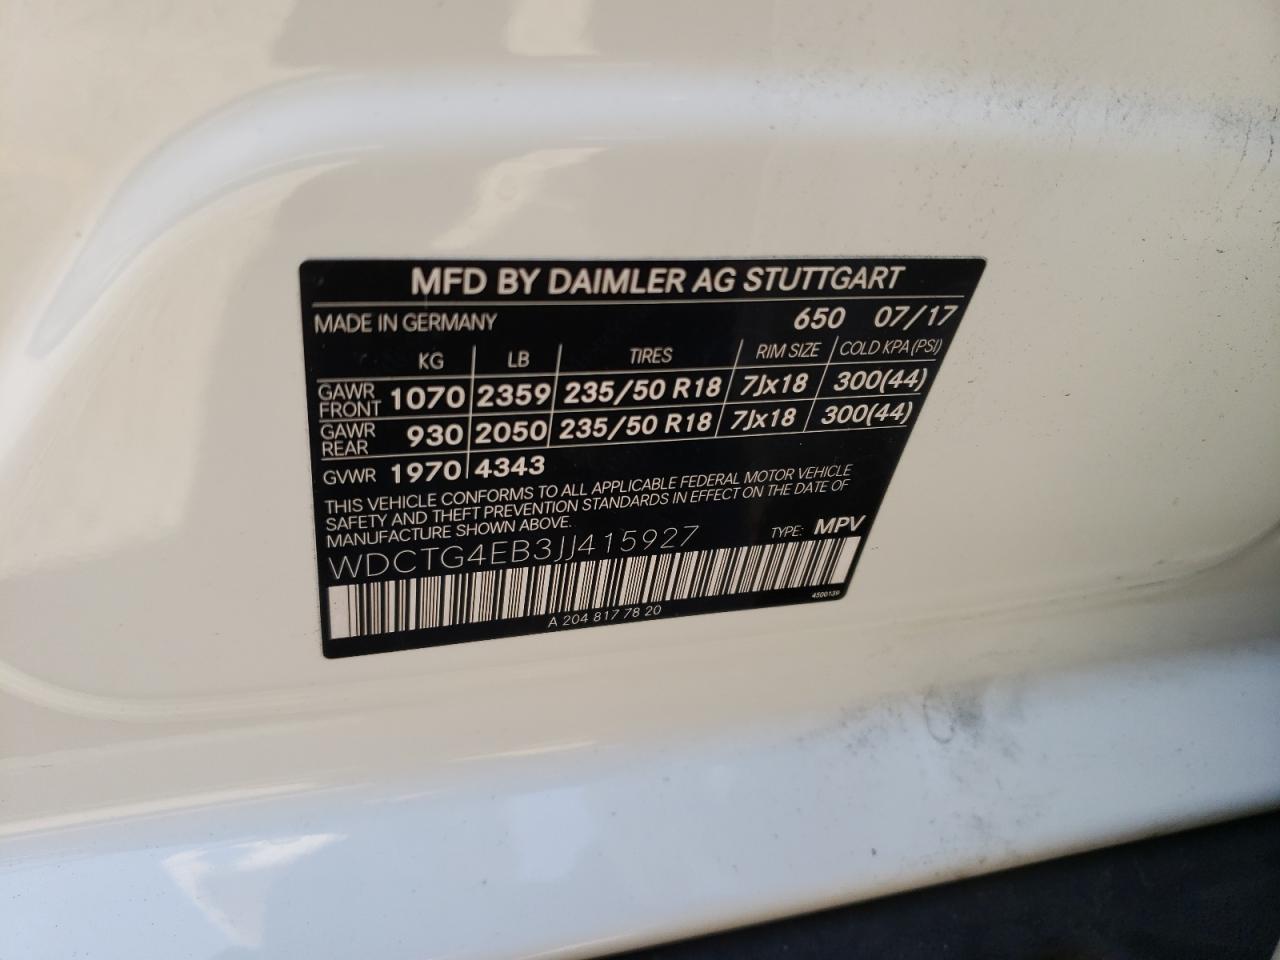 MFD BY DAIMLER AG STUTTGART
MADE IN GERMANY 650 07/17
KG LB TIRES RIM SIZE COLD KPA (PSI)
GAWR FRONT 1070 2359 235/50 R18 7Jx18 300(44)
GAWR REAR 930 2050 235/50 R18 7Jx18 300(44)
GVWR 1970 4343
THIS VEHICLE CONFORMS TO ALL APPLICABLE FEDERAL MOTOR VEHICLE
SAFETY AND THEFT PREVENTION STANDARDS IN EFFECT ON THE DATE OF
MANUFACTURE SHOWN ABOVE.
WDCTG4EB3JJ415927 TYPE: MPV
A 204 817 78 20 4500139